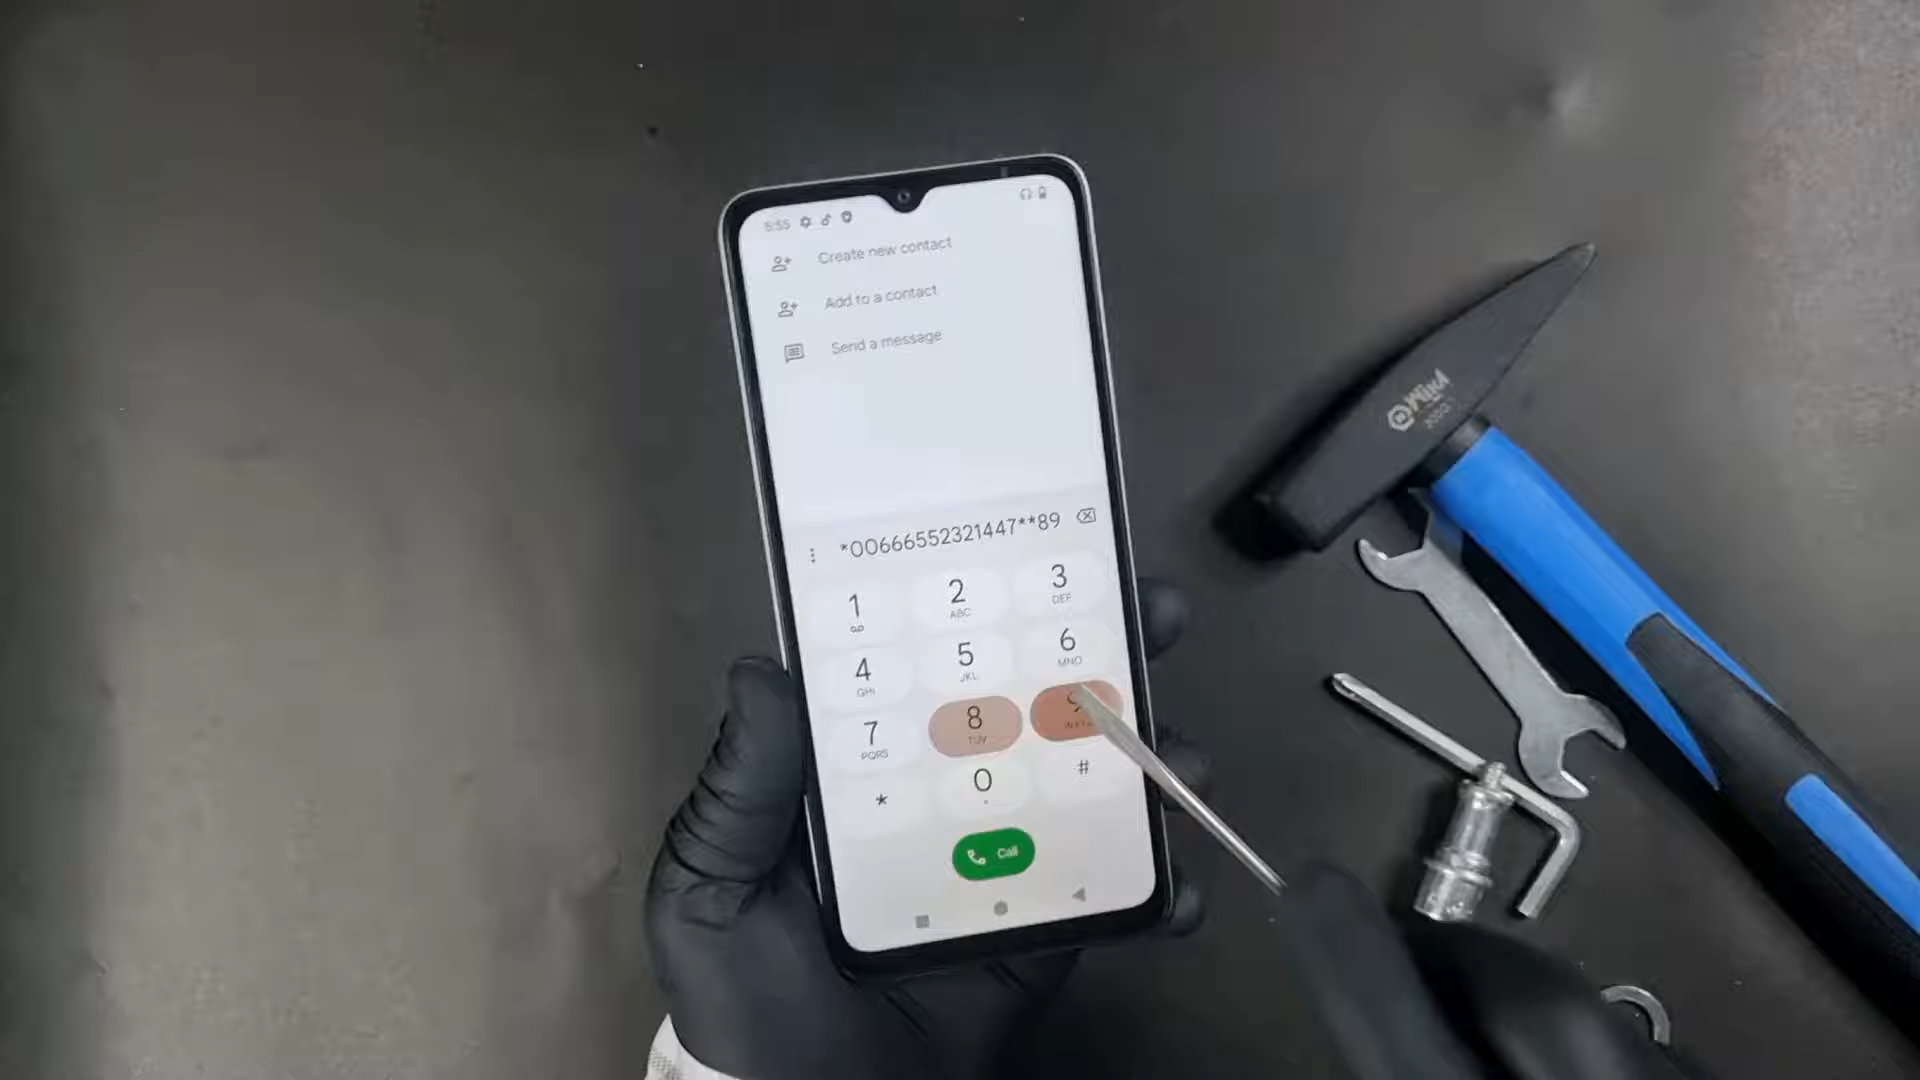 5:55
Create new contact
Add to a contact
Send a message
*00666552321447**89
1
2 ABC
3 DEF
4 GHI
5 JKL
6 MNO
7 PQRS
8 TUV
9
*
0
#
Call